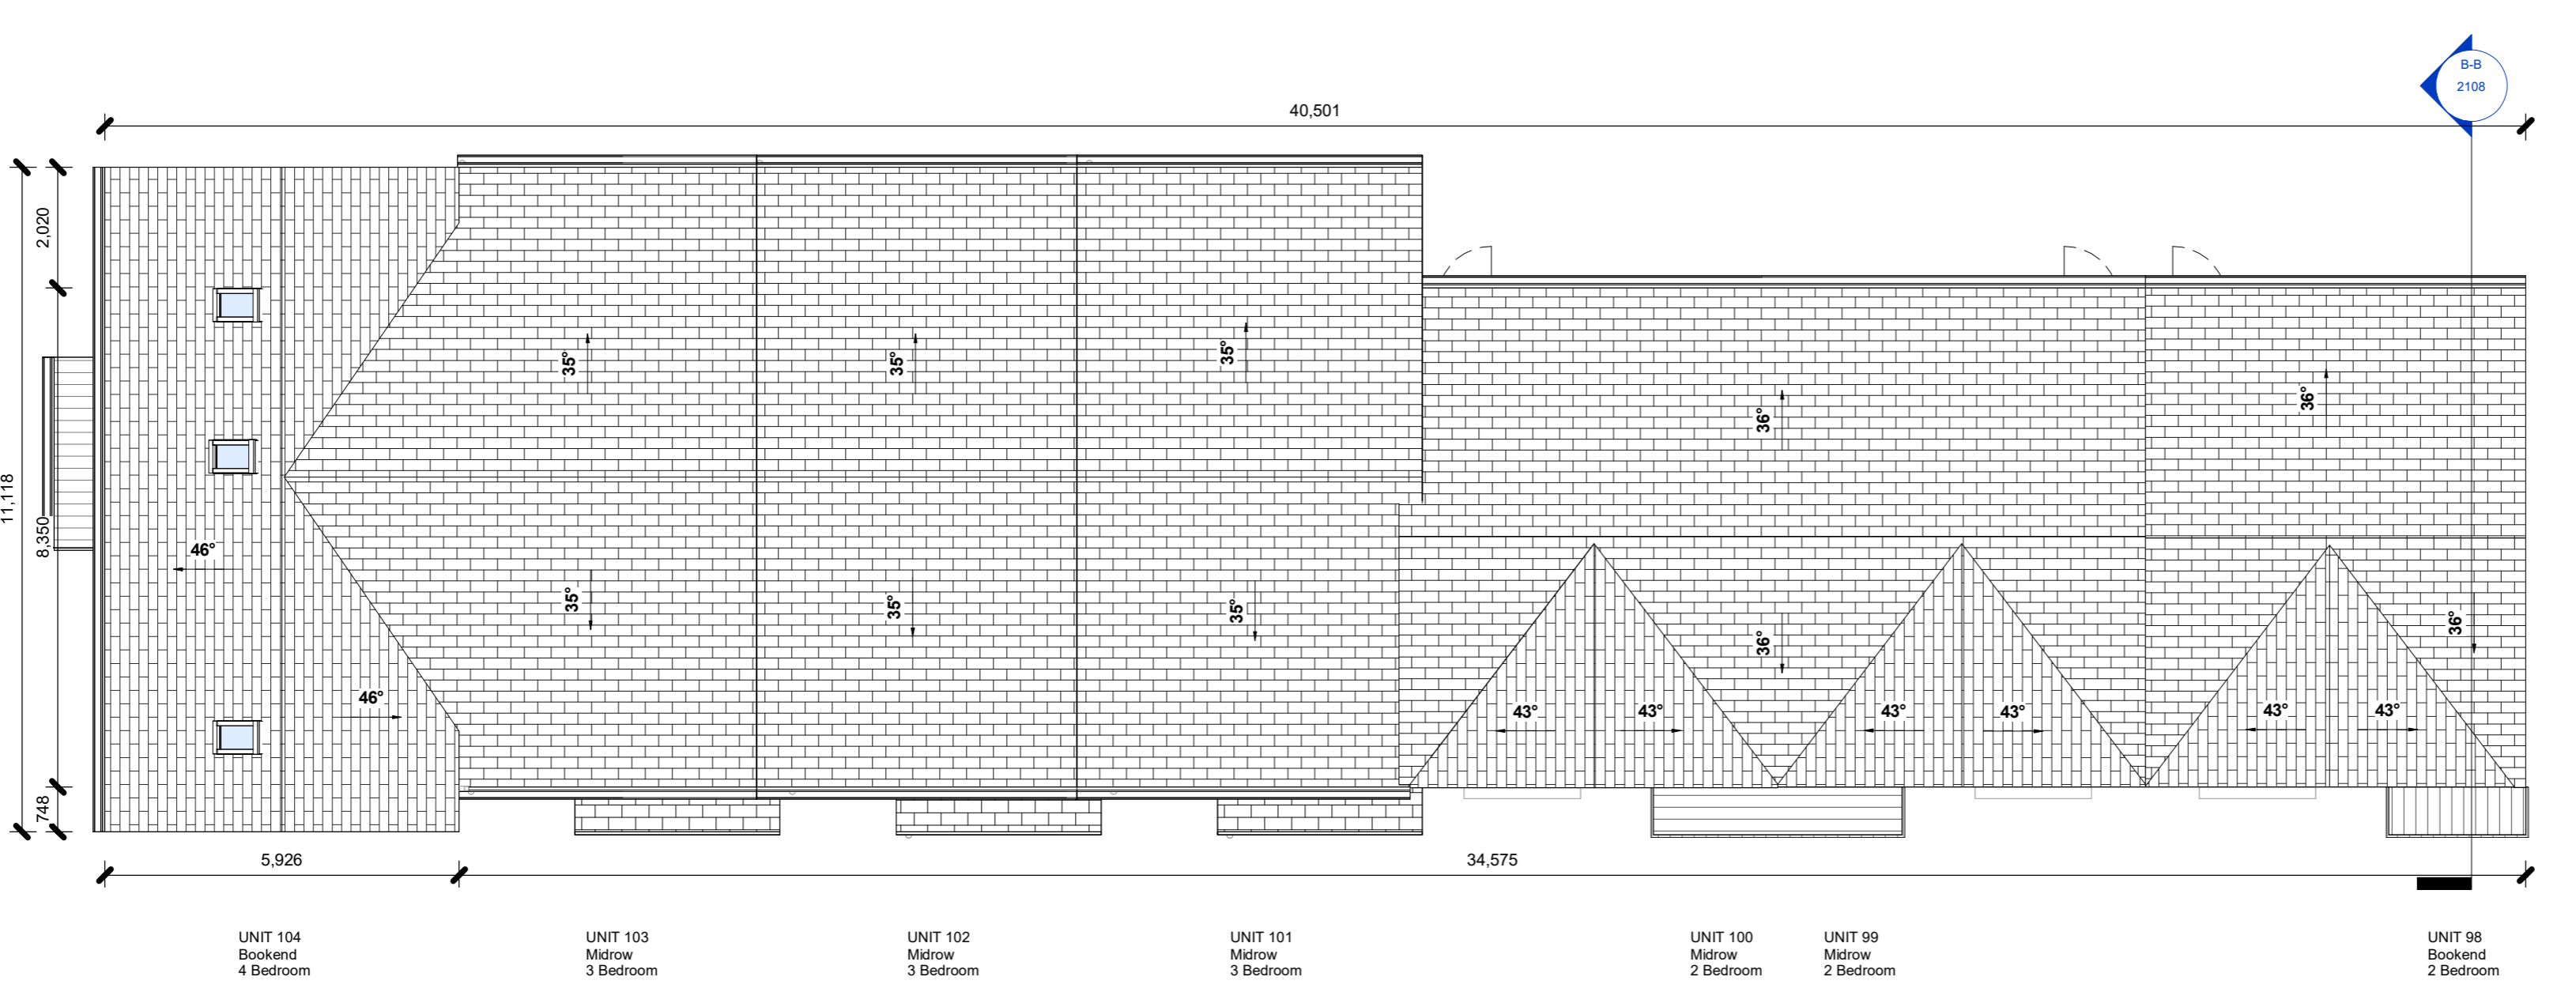 B-B
2108
40,501
2,020
11,118
8,350
748
35°
35°
35°
36°
36°
46°
35°
35°
35°
36°
36°
46°
43°
43°
43°
43°
43°
43°
5,926
34,575
UNIT 104
Bookend
4 Bedroom
UNIT 103
Midrow
3 Bedroom
UNIT 102
Midrow
3 Bedroom
UNIT 101
Midrow
3 Bedroom
UNIT 100
Midrow
2 Bedroom
UNIT 99
Midrow
2 Bedroom
UNIT 98
Bookend
2 Bedroom